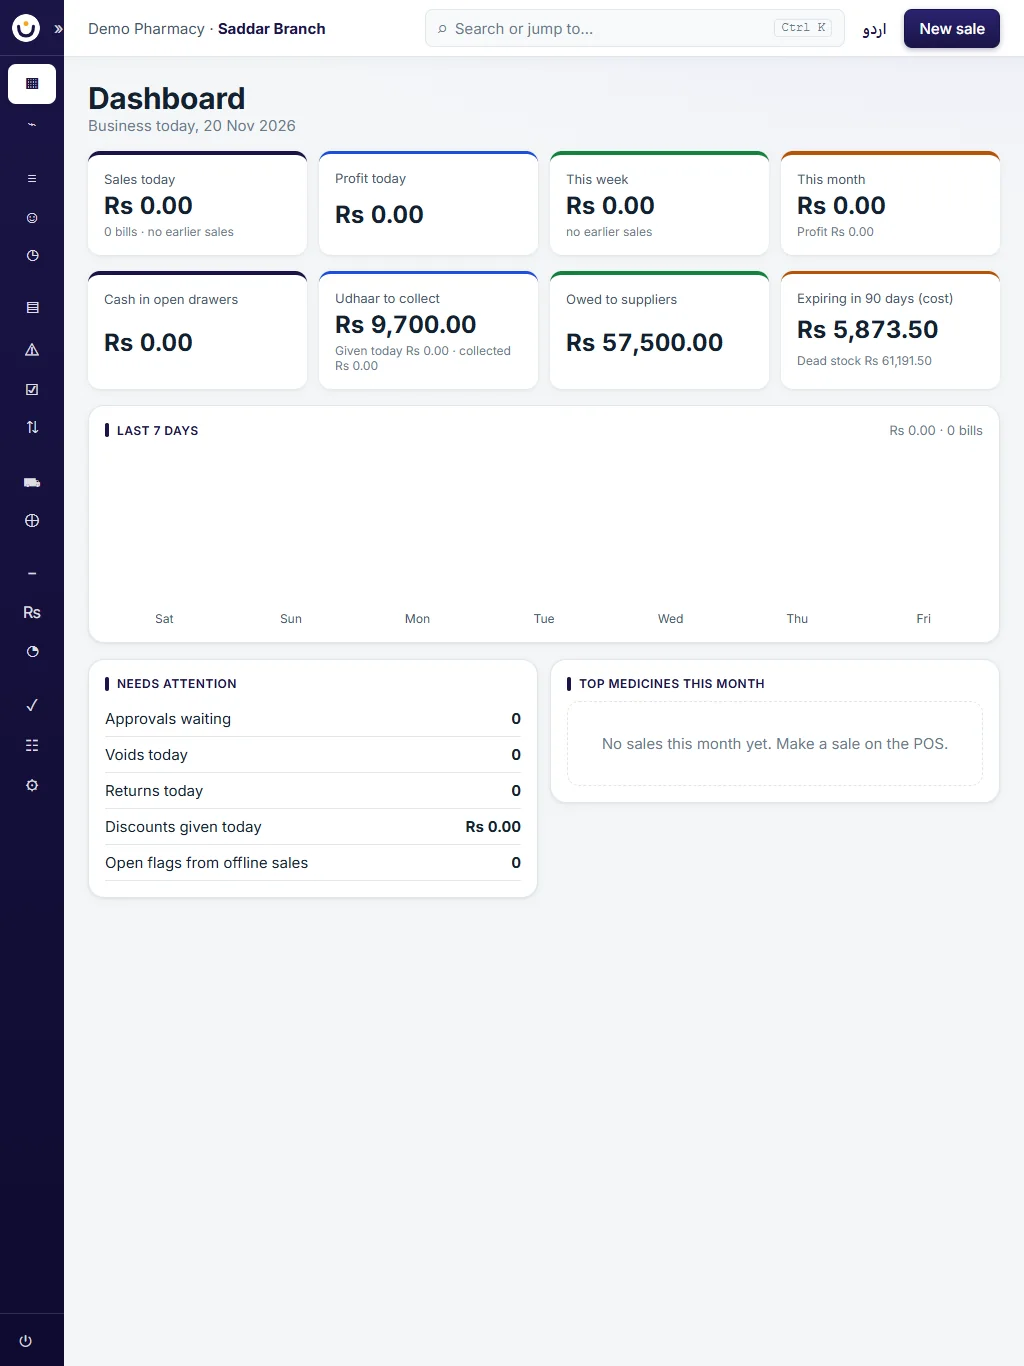 Demo Pharmacy · Saddar Branch
Search or jump to...
Ctrl K
اردو
New sale
Dashboard
Business today, 20 Nov 2026
Sales today
Rs 0.00
0 bills · no earlier sales
Profit today
Rs 0.00
This week
Rs 0.00
no earlier sales
This month
Rs 0.00
Profit Rs 0.00
Cash in open drawers
Rs 0.00
Udhaar to collect
Rs 9,700.00
Given today Rs 0.00 · collected
Rs 0.00
Owed to suppliers
Rs 57,500.00
Expiring in 90 days (cost)
Rs 5,873.50
Dead stock Rs 61,191.50
LAST 7 DAYS
Rs 0.00 · 0 bills
Sat Sun Mon Tue Wed Thu Fri
Rs
NEEDS ATTENTION
Approvals waiting 0
Voids today 0
Returns today 0
Discounts given today Rs 0.00
Open flags from offline sales 0
TOP MEDICINES THIS MONTH
No sales this month yet. Make a sale on the POS.